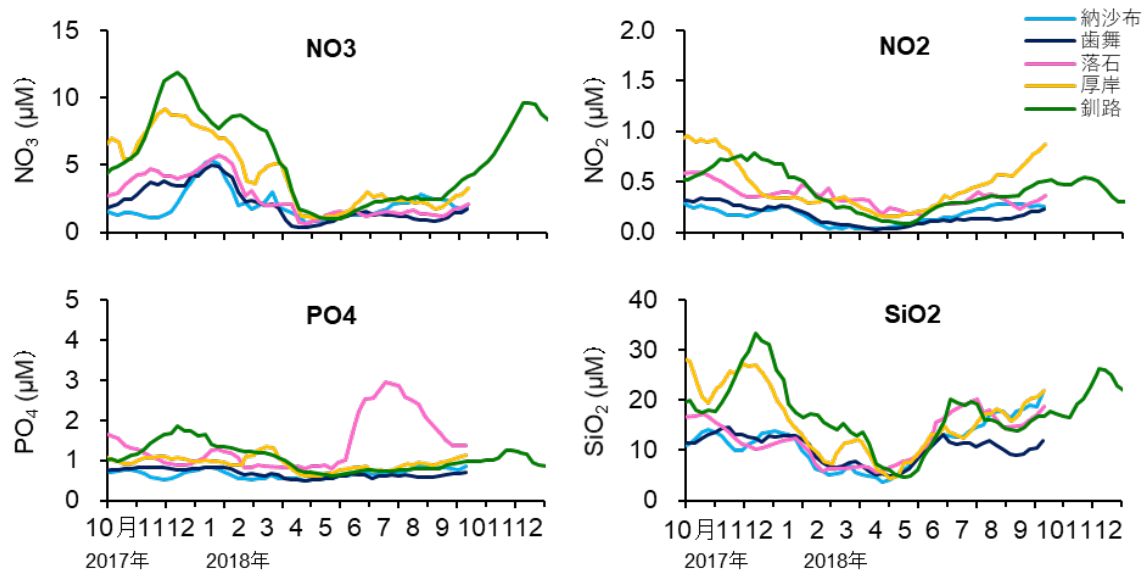 NO3
NO₃ (μM)
15
10
5
0
NO2
NO₂ (μM)
2.0
1.5
1.0
0.5
0.0
納沙布
歯舞
落石
厚岸
釧路
PO4
PO₄ (μM)
5
4
3
2
1
0
10月 11 12 1 2 3 4 5 6 7 8 9 10 11 12
2017年 2018年
SiO2
SiO₂ (μM)
40
30
20
10
0
10月 11 12 1 2 3 4 5 6 7 8 9 10 11 12
2017年 2018年